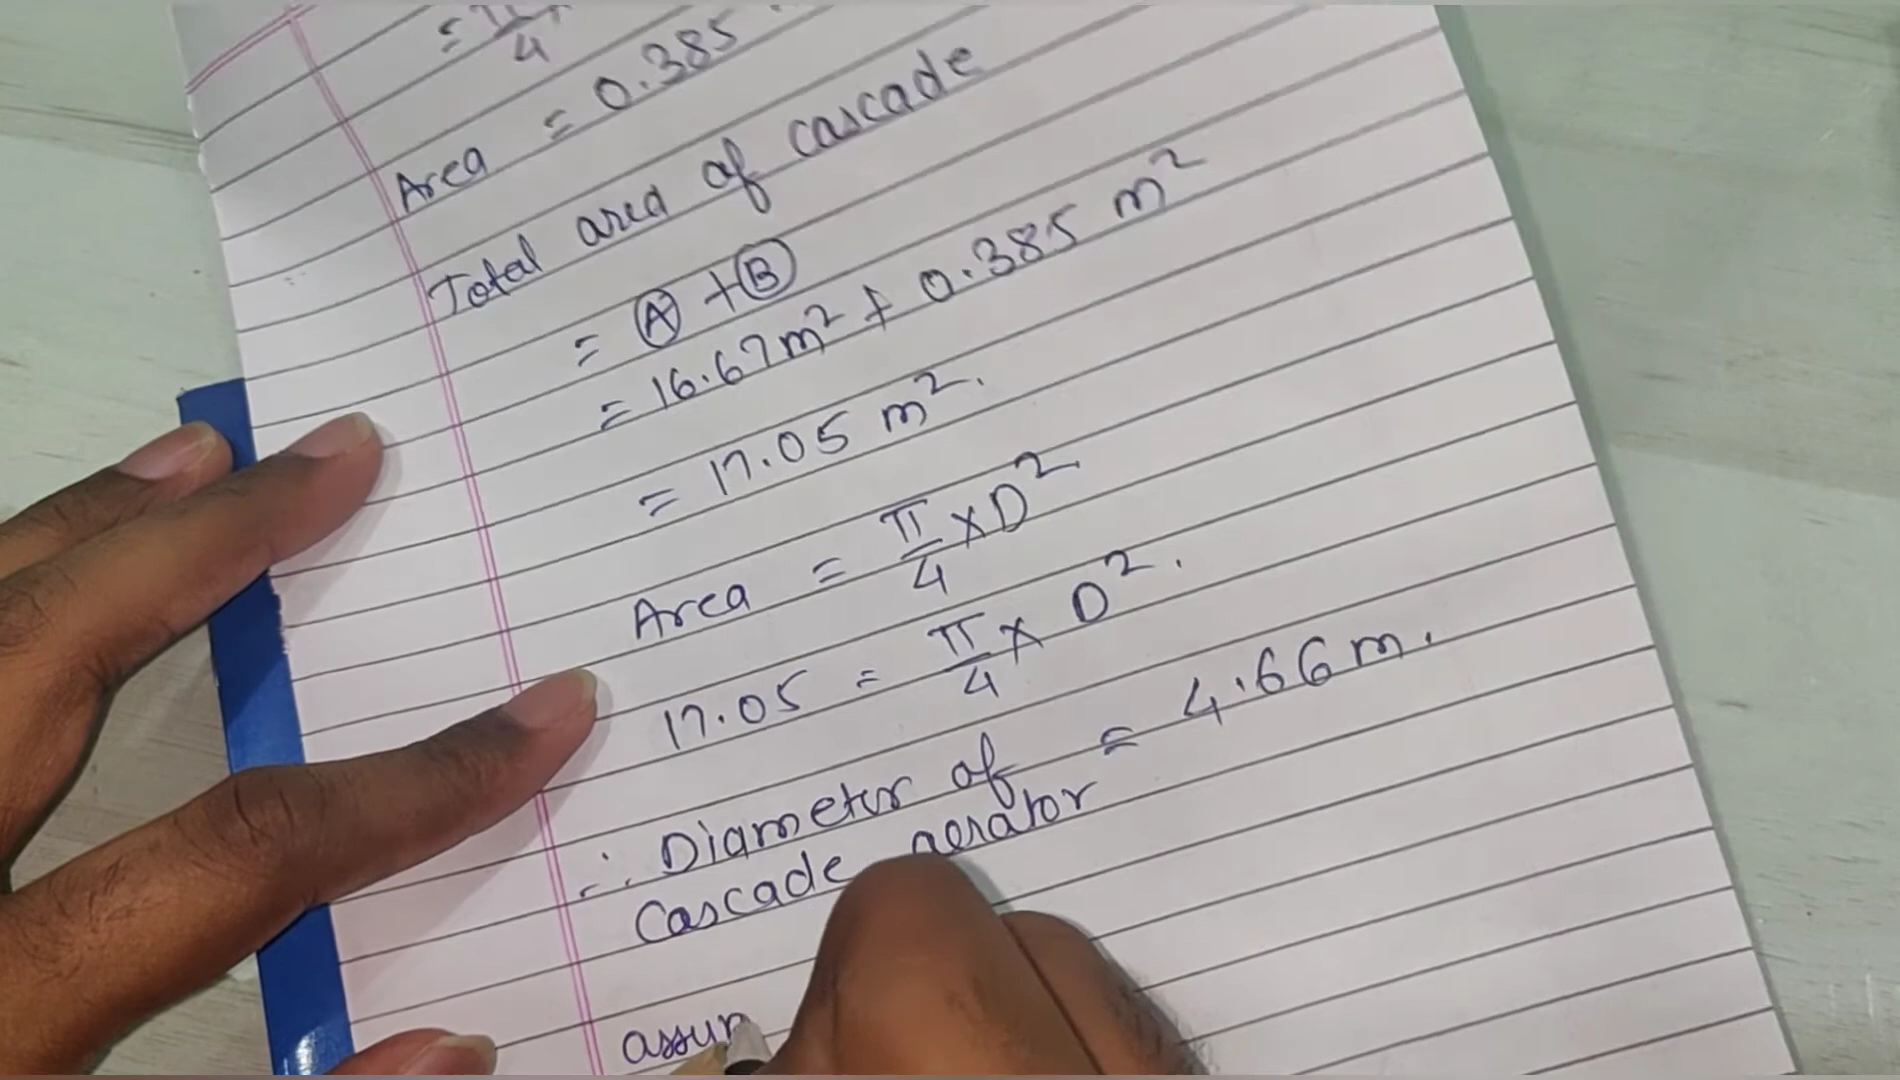 = π/4
Area = 0.385
Total area of cascade
= Ⓐ + Ⓑ
= 16.67m² + 0.385 m²
= 17.05 m².
Area = π/4 × D²
17.05 = π/4 × D².
∴ Diameter of = 4.66 m.
Cascade aerator
assum